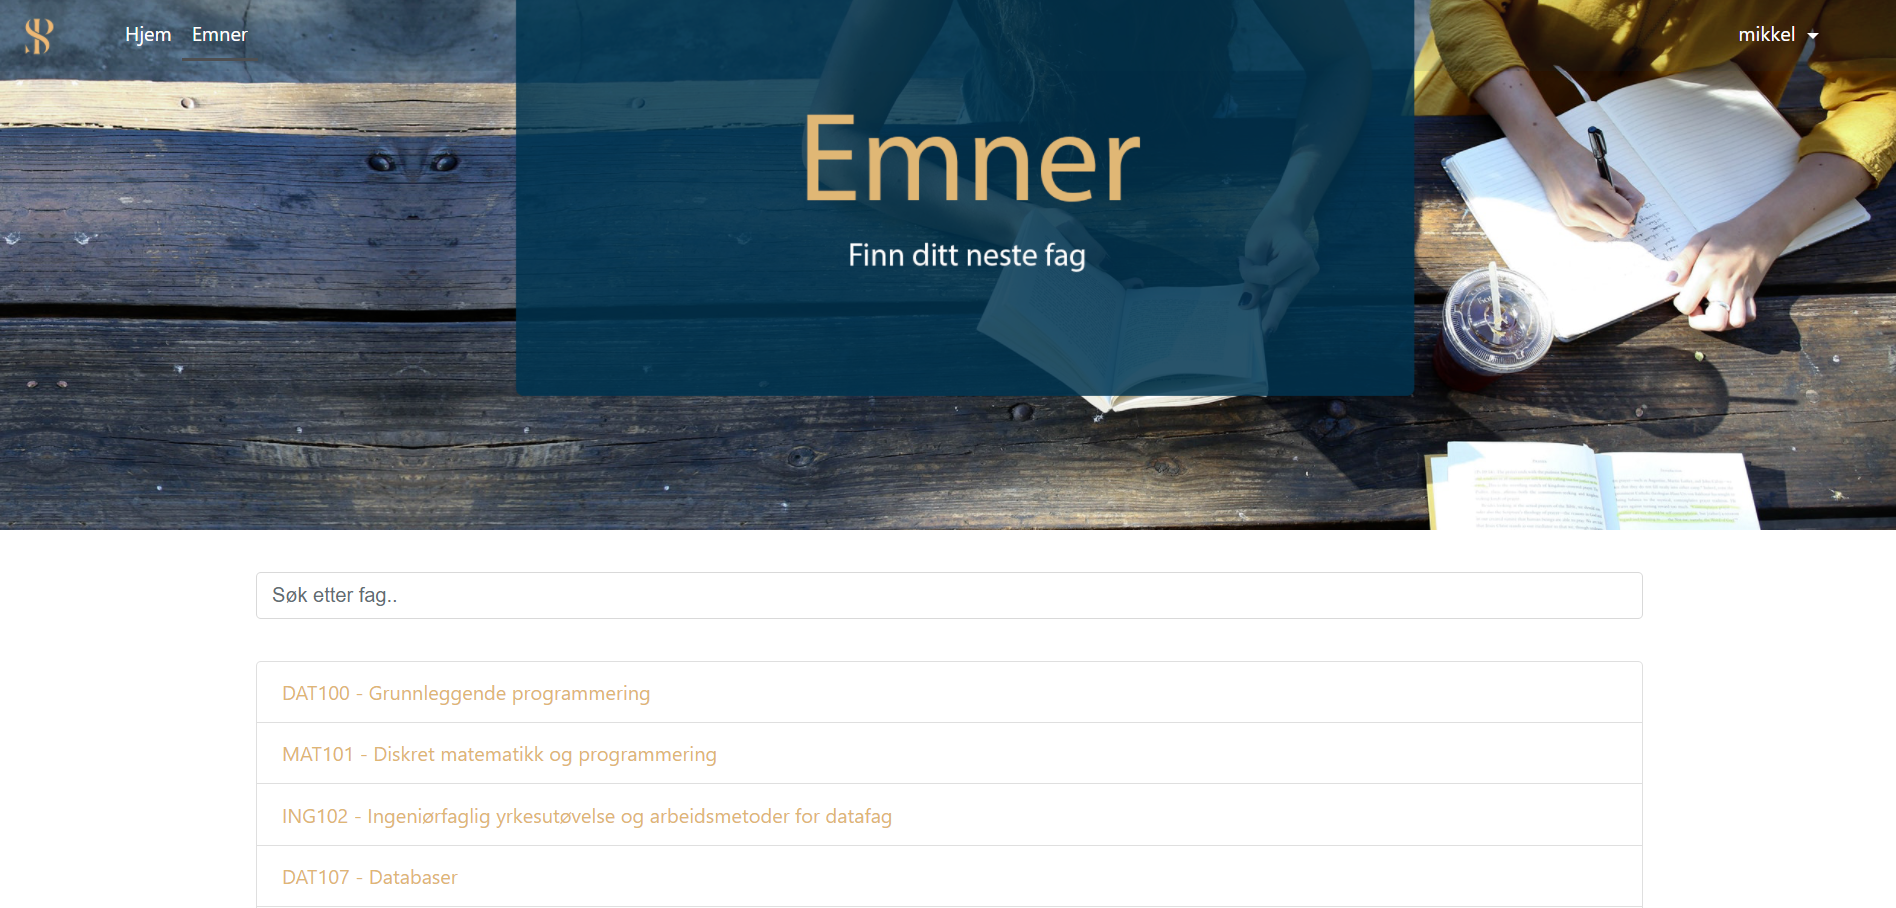 Hjem Emner mikkel
Emner
Finn ditt neste fag
Søk etter fag..
DAT100 - Grunnleggende programmering
MAT101 - Diskret matematikk og programmering
ING102 - Ingeniørfaglig yrkesutøvelse og arbeidsmetoder for datafag
DAT107 - Databaser